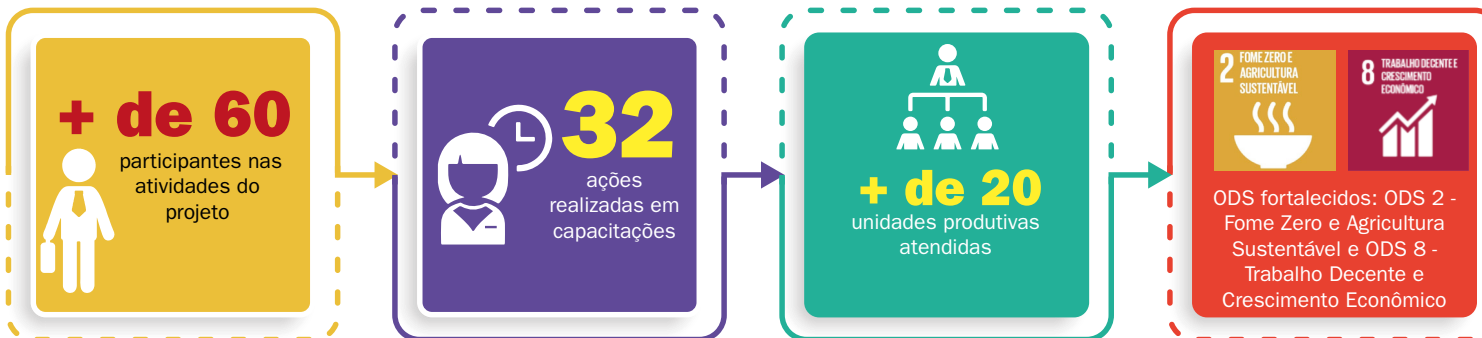 + de 60
participantes nas
atividades do
projeto
32
ações
realizadas em
capacitações
+ de 20
unidades produtivas
atendidas
2 FOME ZERO E
AGRICULTURA
SUSTENTÁVEL
8 TRABALHO DECENTE E
CRESCIMENTO
ECONÔMICO
ODS fortalecidos: ODS 2 -
Fome Zero e Agricultura
Sustentável e ODS 8 -
Trabalho Decente e
Crescimento Econômico